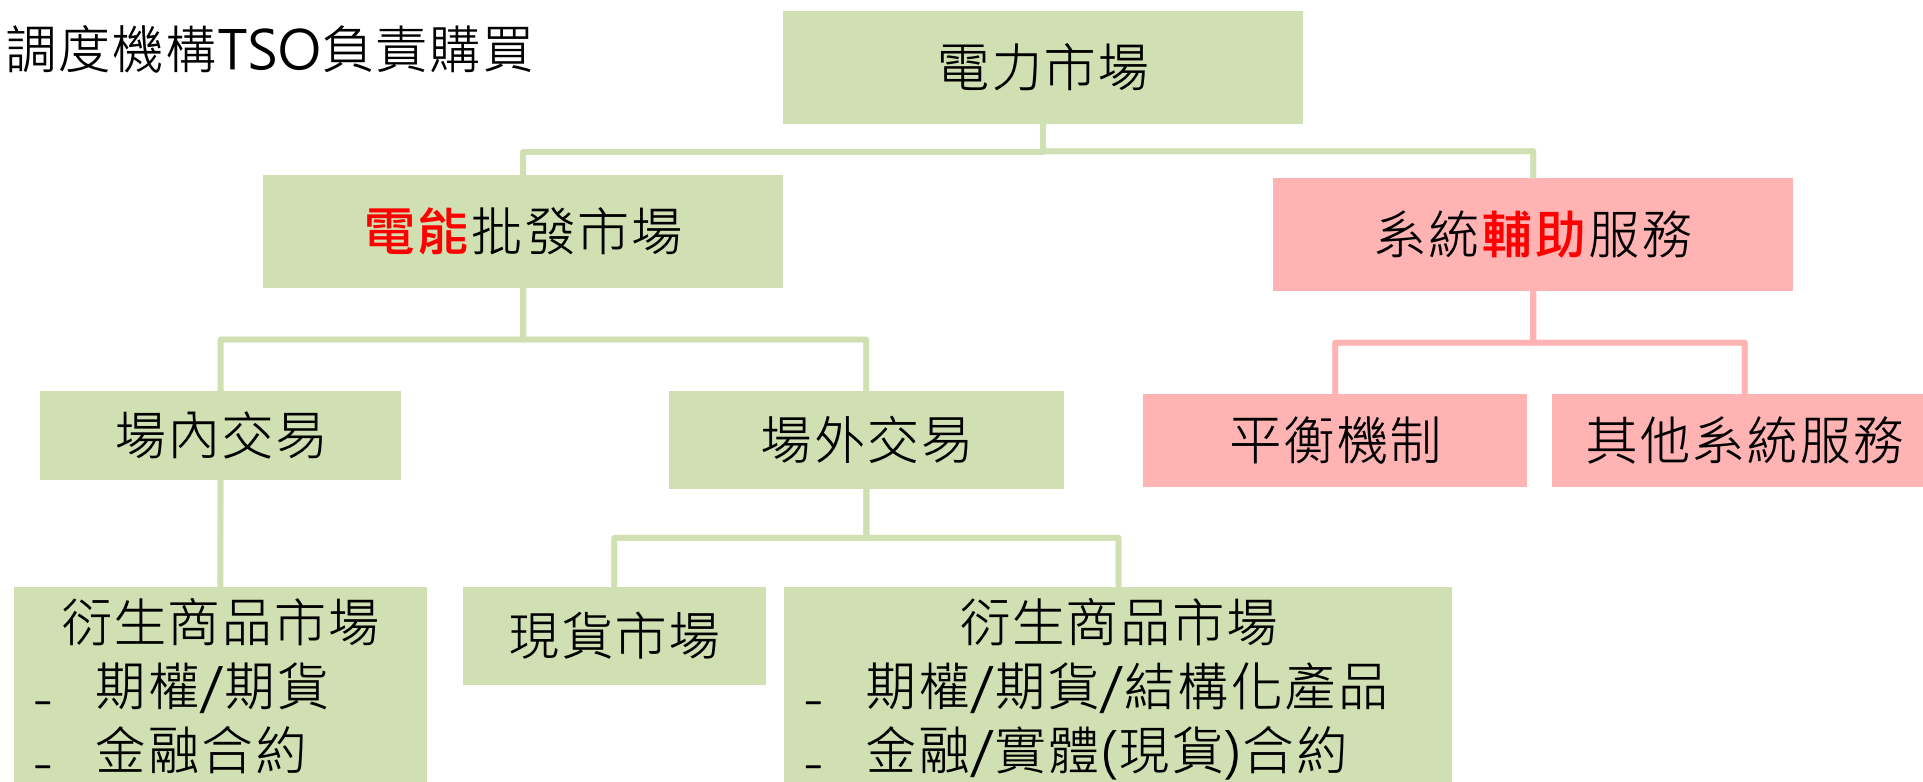 調度機構TSO負責購買
電力市場
電能批發市場
系統輔助服務
場內交易
場外交易
平衡機制
其他系統服務
衍生商品市場
- 期權/期貨
- 金融合約
現貨市場
衍生商品市場
- 期權/期貨/結構化產品
- 金融/實體(現貨)合約